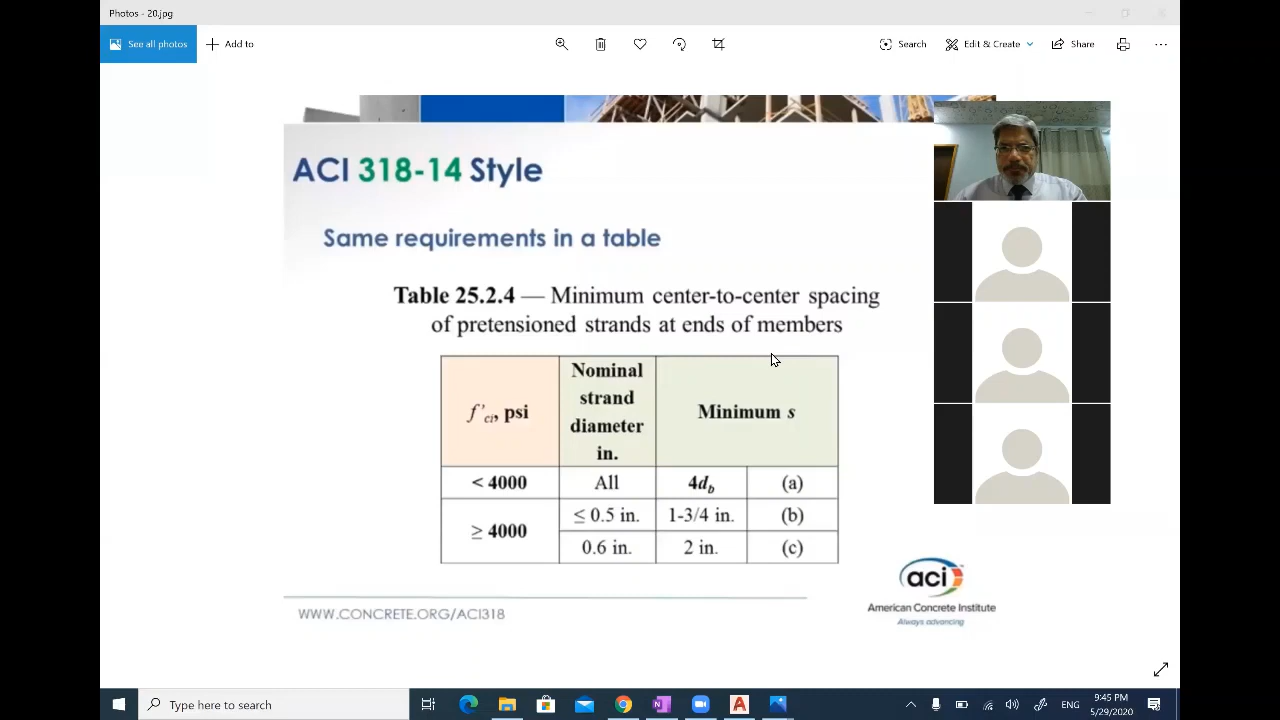 Photos - 20.jpg
See all photos
Add to
Search
Edit & Create
Share
ACI 318-14 Style
Same requirements in a table
Table 25.2.4 — Minimum center-to-center spacing
of pretensioned strands at ends of members
f'ci, psi
Nominal
strand
diameter
in.
Minimum s
< 4000
All
4db
(a)
≥ 4000
≤ 0.5 in.
1-3/4 in.
(b)
0.6 in.
2 in.
(c)
WWW.CONCRETE.ORG/ACI318
aci
American Concrete Institute
Always advancing
Type here to search
ENG
9:45 PM
5/29/2020